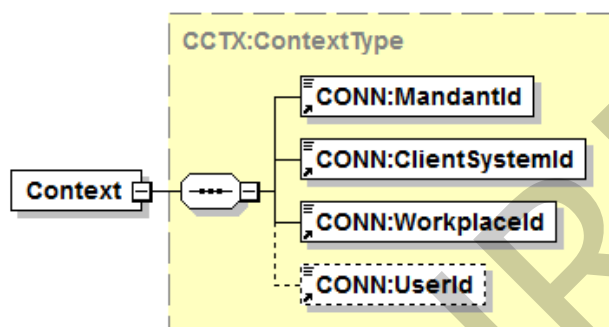 CCTX:ContextType
CONN:MandantId
CONN:ClientSystemId
Context
CONN:WorkplaceId
CONN:UserId